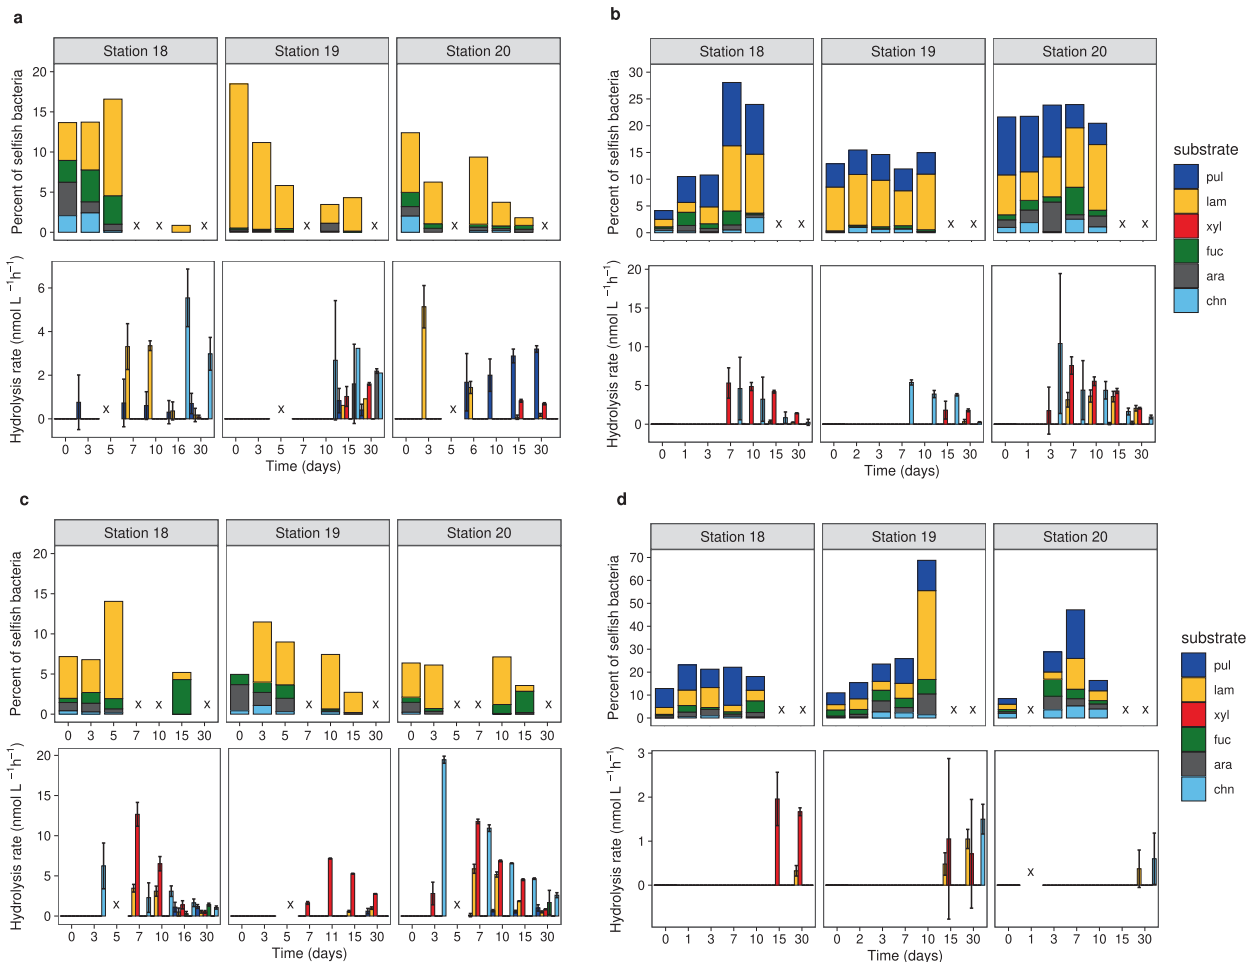 a
Station 18 Station 19 Station 20
Percent of selfish bacteria
20
15
10
5
0
X X X X X X X
Hydrolysis rate (nmol L −1h−1)
6
4
2
0
X X X
0 3 5 7 10 16 30 0 3 5 7 10 15 30 0 3 5 7 10 15 30
Time (days)
b
Station 18 Station 19 Station 20
Percent of selfish bacteria
30
25
20
15
10
5
0
X X X X X X
Hydrolysis rate (nmol L −1h−1)
20
15
10
5
0
0 1 3 7 10 15 30 0 2 3 7 10 15 30 0 1 3 7 10 15 30
Time (days)
substrate
pul
lam
xyl
fuc
ara
chn
c
Station 18 Station 19 Station 20
Percent of selfish bacteria
20
15
10
5
0
X X X X X X X X
0 3 5 7 10 15 30 0 3 5 7 10 15 30 0 3 5 7 10 15 30
Hydrolysis rate (nmol L −1h−1)
20
15
10
5
0
X X X
0 3 5 7 10 16 30 0 3 5 7 11 15 30 0 3 5 7 10 15 30
Time (days)
d
Station 18 Station 19 Station 20
Percent of selfish bacteria
70
60
50
40
30
20
10
0
X X X X X X X
Hydrolysis rate (nmol L −1h−1)
3
2
1
0
X
0 1 3 7 10 15 30 0 2 3 7 10 15 30 0 1 3 7 10 15 30
Time (days)
substrate
pul
lam
xyl
fuc
ara
chn